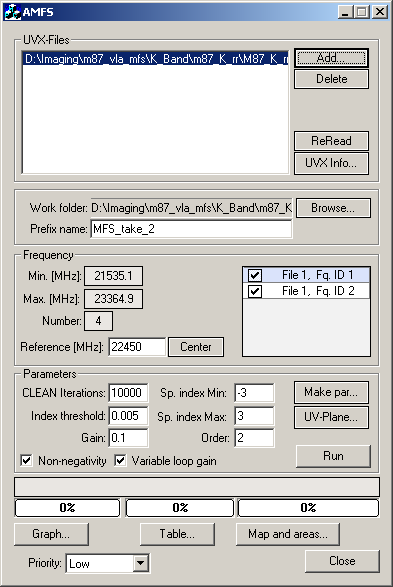 AMFS
UVX-Files
D:\Imaging\m87_vla_mfs\K_Band\m87_K_rr\M87_K_rr
Add...
Delete
ReRead
UVX Info...
Work folder: D:\Imaging\m87_vla_mfs\K_Band\m87_K Browse...
Prefix name: MFS_take_2
Frequency
Min. [MHz]: 21535.1
Max. [MHz]: 23364.9
Number: 4
Reference [MHz]: 22450 Center
File 1, Fq. ID 1
File 1, Fq. ID 2
Parameters
CLEAN Iterations: 10000 Sp. index Min: -3 Make par...
Index threshold: 0.005 Sp. index Max: 3 UV-Plane...
Gain: 0.1 Order: 2
Non-negativity Variable loop gain Run
0% 0% 0%
Graph... Table... Map and areas...
Priority: Low Close